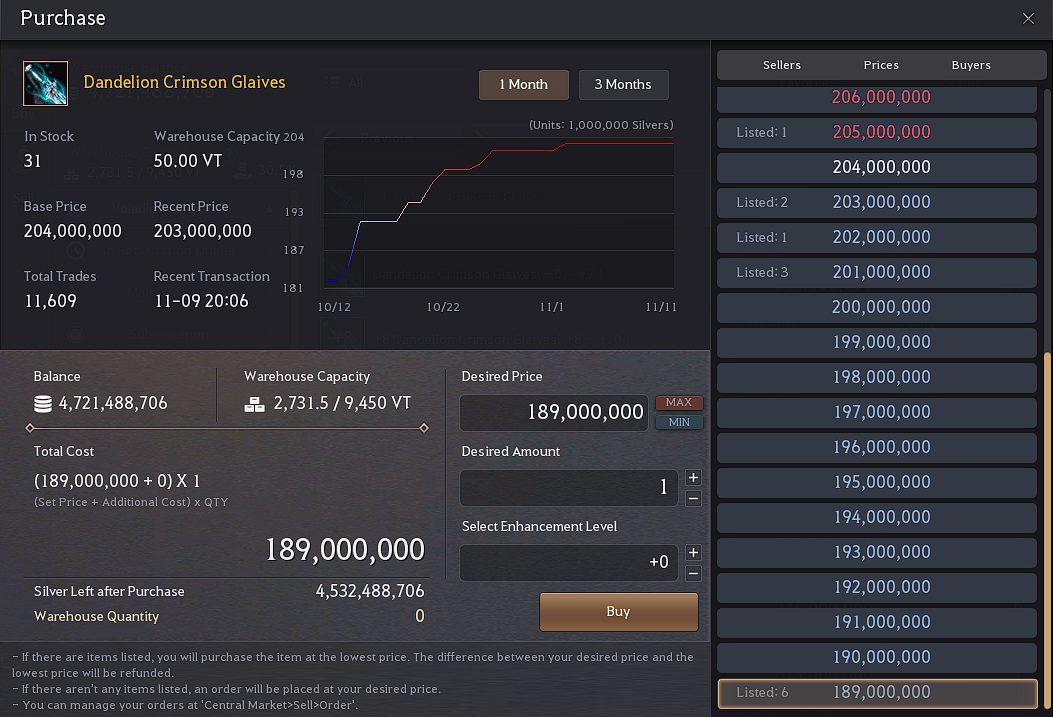 Purchase
Dandelion Crimson Glaives
1 Month
3 Months
(Units: 1,000,000 Silvers)
In Stock
Warehouse Capacity
31
50.00 VT
Base Price
Recent Price
204,000,000
203,000,000
Total Trades
Recent Transaction
11,609
11-09 20:06
204
198
193
187
181
10/12
10/22
11/1
11/11
Balance
Warehouse Capacity
4,721,488,706
2,731.5 / 9,450 VT
Total Cost
(189,000,000 + 0) X 1
(Set Price + Additional Cost) x QTY
189,000,000
Silver Left after Purchase
4,532,488,706
Warehouse Quantity
0
Desired Price
189,000,000
MAX
MIN
Desired Amount
1
+
−
Select Enhancement Level
+0
+
−
Buy
- If there are items listed, you will purchase the item at the lowest price. The difference between your desired price and the
lowest price will be refunded.
- If there aren't any items listed, an order will be placed at your desired price.
- You can manage your orders at 'Central Market>Sell>Order'.
Sellers Prices Buyers
206,000,000
Listed: 1 205,000,000
204,000,000
Listed: 2 203,000,000
Listed: 1 202,000,000
Listed: 3 201,000,000
200,000,000
199,000,000
198,000,000
197,000,000
196,000,000
195,000,000
194,000,000
193,000,000
192,000,000
191,000,000
190,000,000
Listed: 6 189,000,000